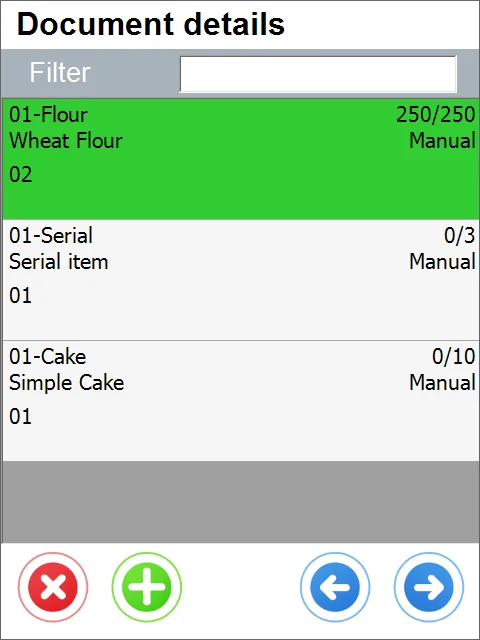 Document details
Filter
01-Flour 250/250
Wheat Flour Manual
02
01-Serial 0/3
Serial item Manual
01
01-Cake 0/10
Simple Cake Manual
01